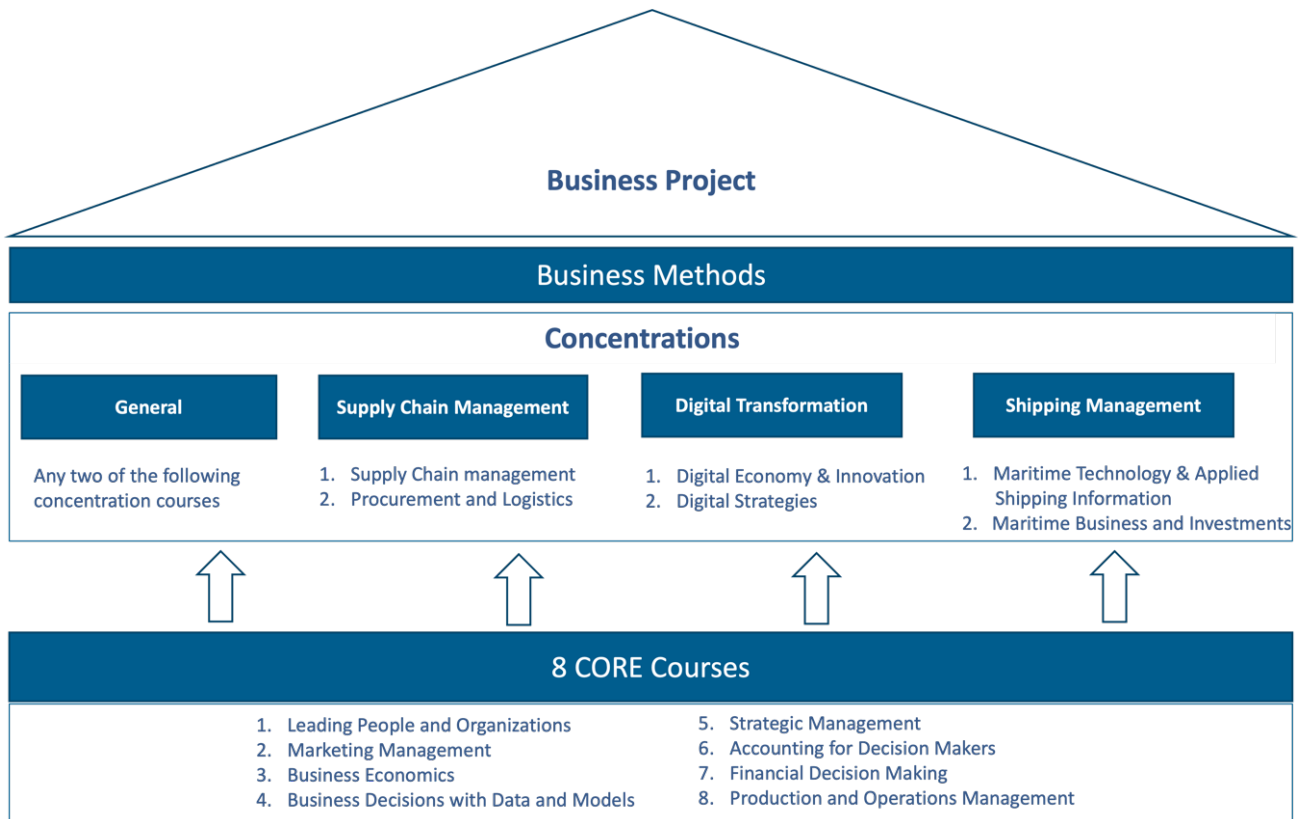 Business Project
Business Methods
Concentrations
General
Any two of the following
concentration courses
Supply Chain Management
1. Supply Chain management
2. Procurement and Logistics
Digital Transformation
1. Digital Economy & Innovation
2. Digital Strategies
Shipping Management
1. Maritime Technology & Applied
Shipping Information
2. Maritime Business and Investments
8 CORE Courses
1. Leading People and Organizations
2. Marketing Management
3. Business Economics
4. Business Decisions with Data and Models
5. Strategic Management
6. Accounting for Decision Makers
7. Financial Decision Making
8. Production and Operations Management